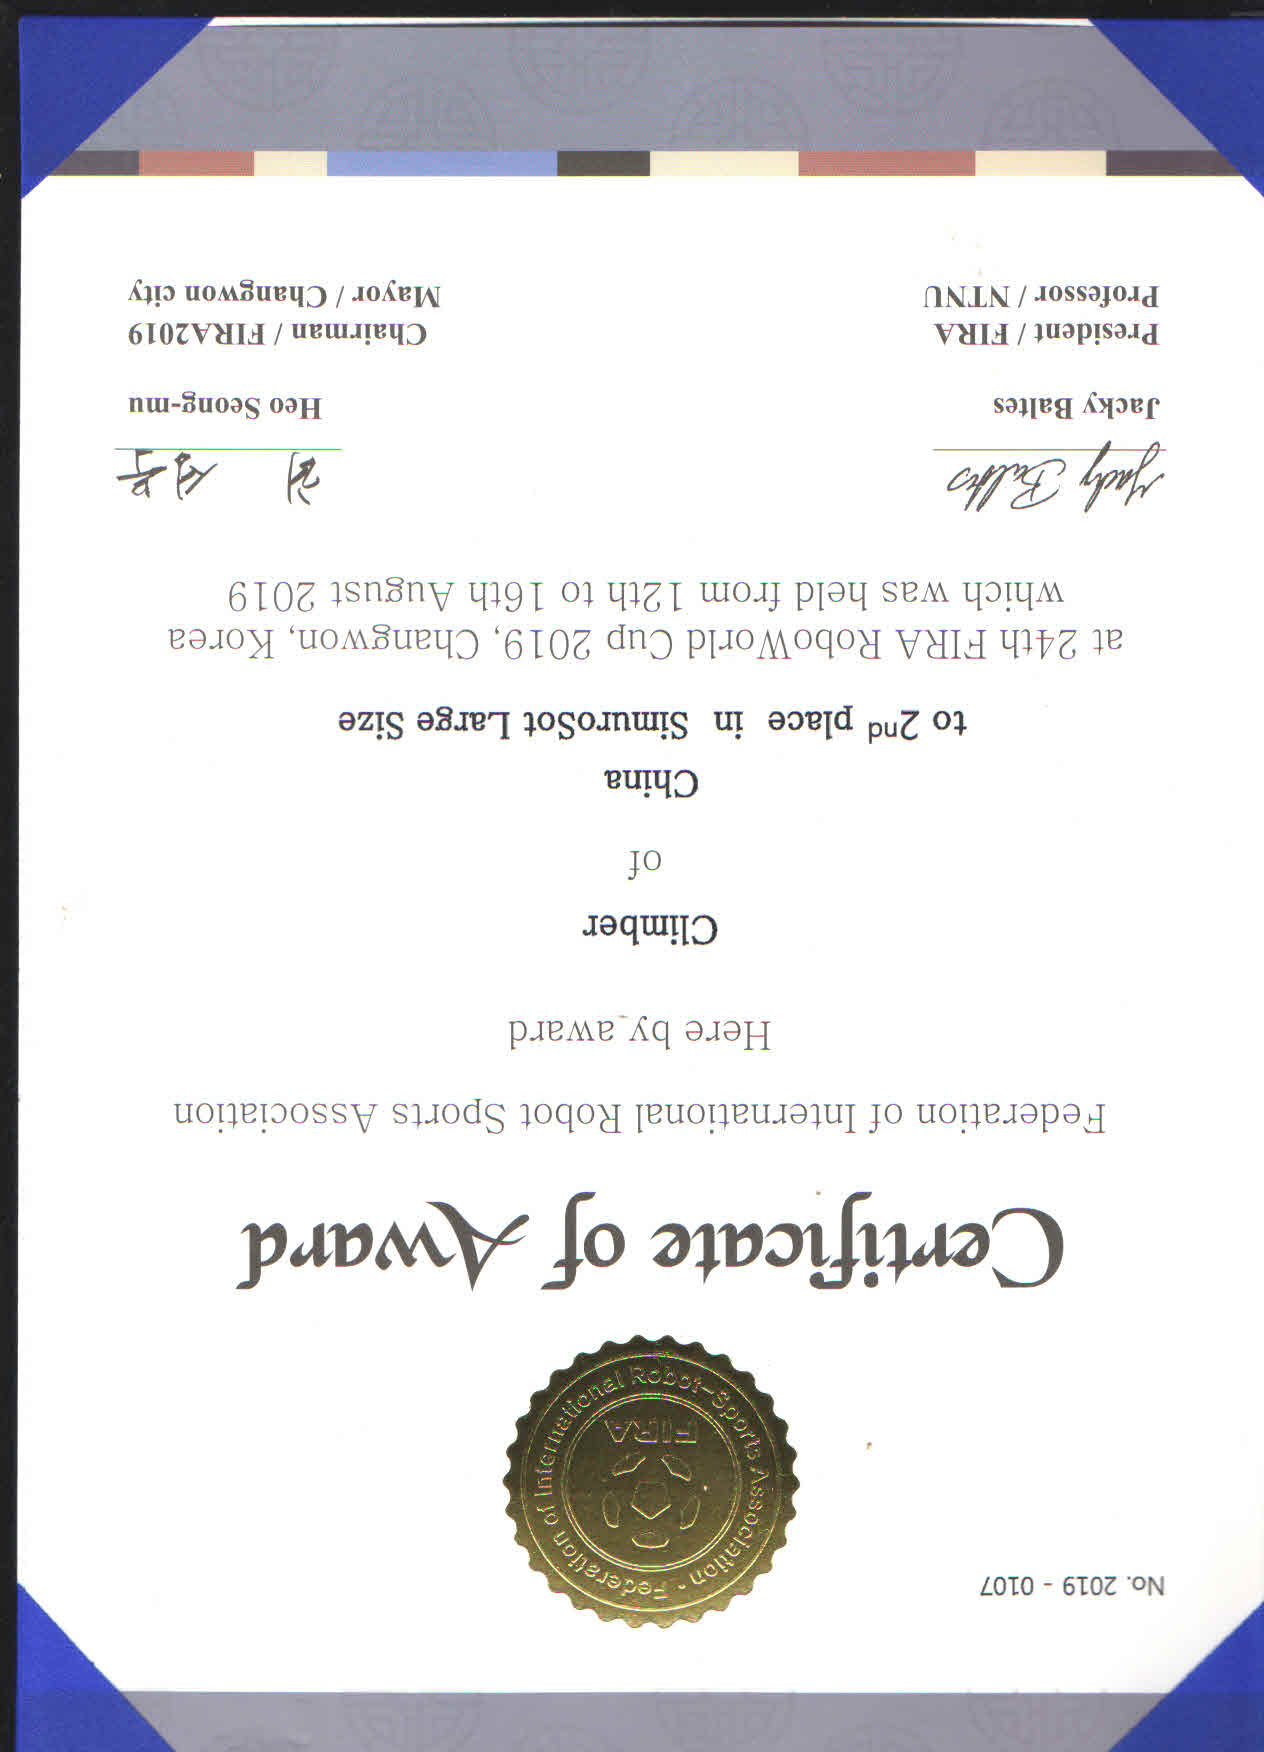 No. 2019 - 0107
Federation of International Robot-Sports Association ·
FIRA
Certificate of Award
Federation of International Robot Sports Association
Here by award
Climber
of
China
to 2nd place in SimuroSot Large Size
at 24th FIRA RoboWorld Cup 2019, Changwon, Korea
which was held from 12th to 16th August 2019
Jacky Baltes
허 성무
Jacky Baltes
Heo Seong-mu
President / FIRA
Professor / NTNU
Chairman / FIRA2019
Mayor / Changwon city